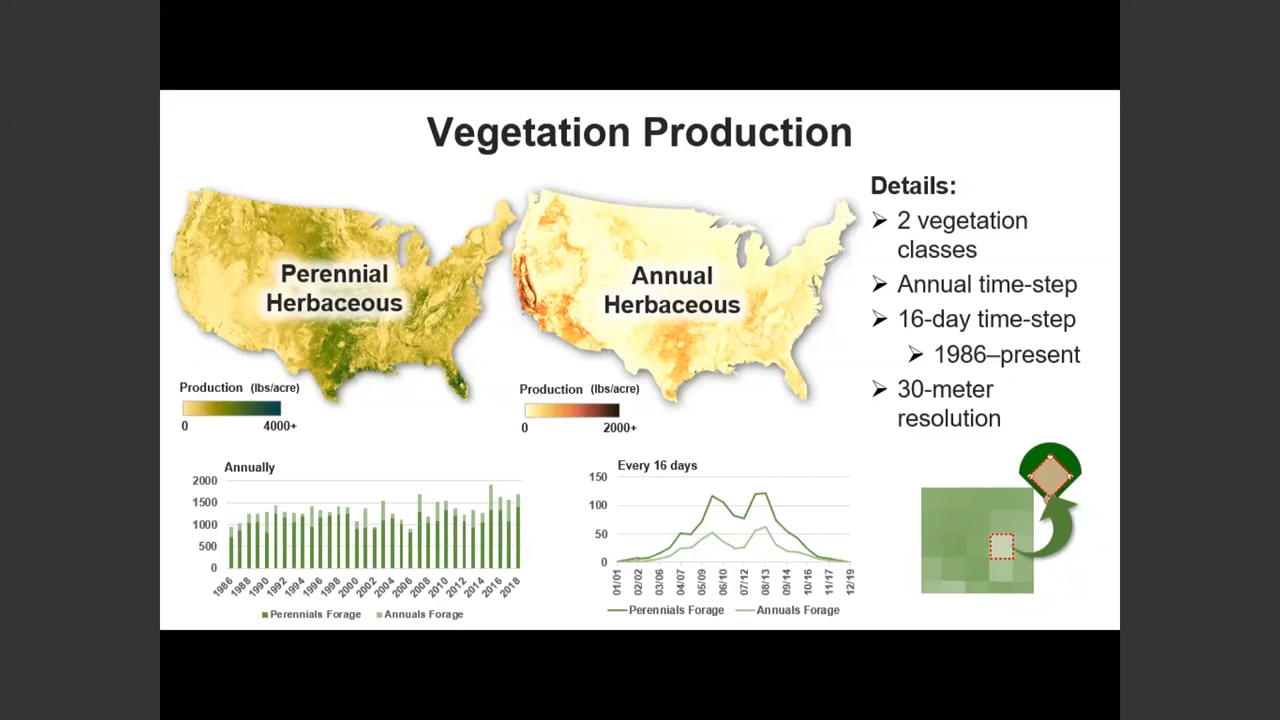 Vegetation Production
Perennial
Herbaceous
Production (lbs/acre)
0 4000+
Annual
Herbaceous
Production (lbs/acre)
0 2000+
Details:
➢ 2 vegetation
classes
➢ Annual time-step
➢ 16-day time-step
➢ 1986–present
➢ 30-meter
resolution
Annually
2000
1500
1000
500
0
1986 1988 1990 1992 1994 1996 1998 2000 2002 2004 2006 2008 2010 2012 2014 2016 2018
Perennials Forage Annuals Forage
Every 16 days
150
100
50
0
01/01 02/02 03/06 04/07 05/09 06/10 07/12 08/13 09/14 10/16 11/17 12/19
Perennials Forage Annuals Forage